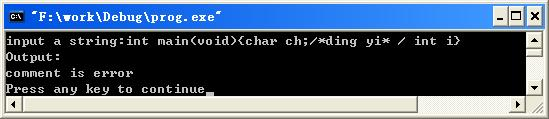 "F:\work\Debug\prog.exe"
input a string:int main(void){char ch;/*ding yi* / int i}
Output:
comment is error
Press any key to continue_